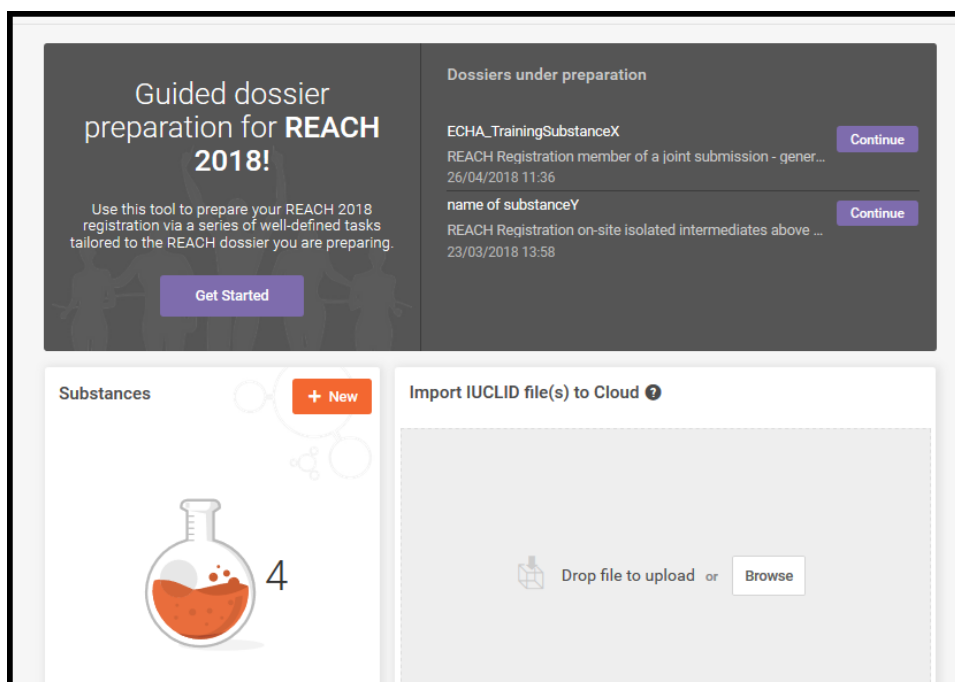 Guided dossier
preparation for REACH
2018!
Use this tool to prepare your REACH 2018
registration via a series of well-defined tasks
tailored to the REACH dossier you are preparing.
Get Started
Dossiers under preparation
ECHA_TrainingSubstanceX
REACH Registration member of a joint submission - gener...
26/04/2018 11:36
Continue
name of substanceY
REACH Registration on-site isolated intermediates above ...
23/03/2018 13:58
Continue
Substances
+ New
4
Import IUCLID file(s) to Cloud ?
Drop file to upload or Browse